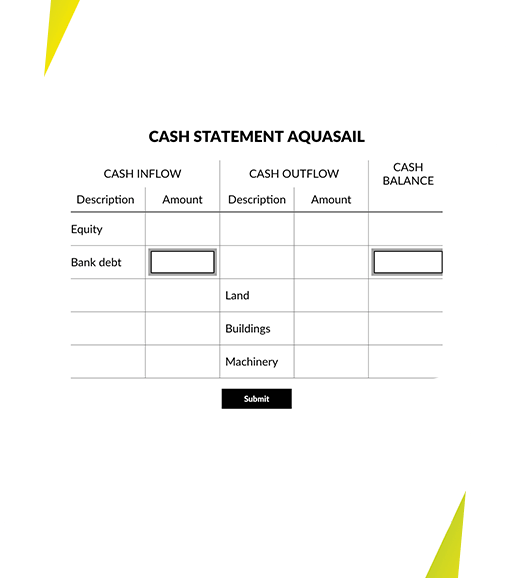 CASH STATEMENT AQUASAIL
CASH INFLOW CASH OUTFLOW CASH BALANCE
Description Amount Description Amount
Equity
Bank debt
Land
Buildings
Machinery
Submit